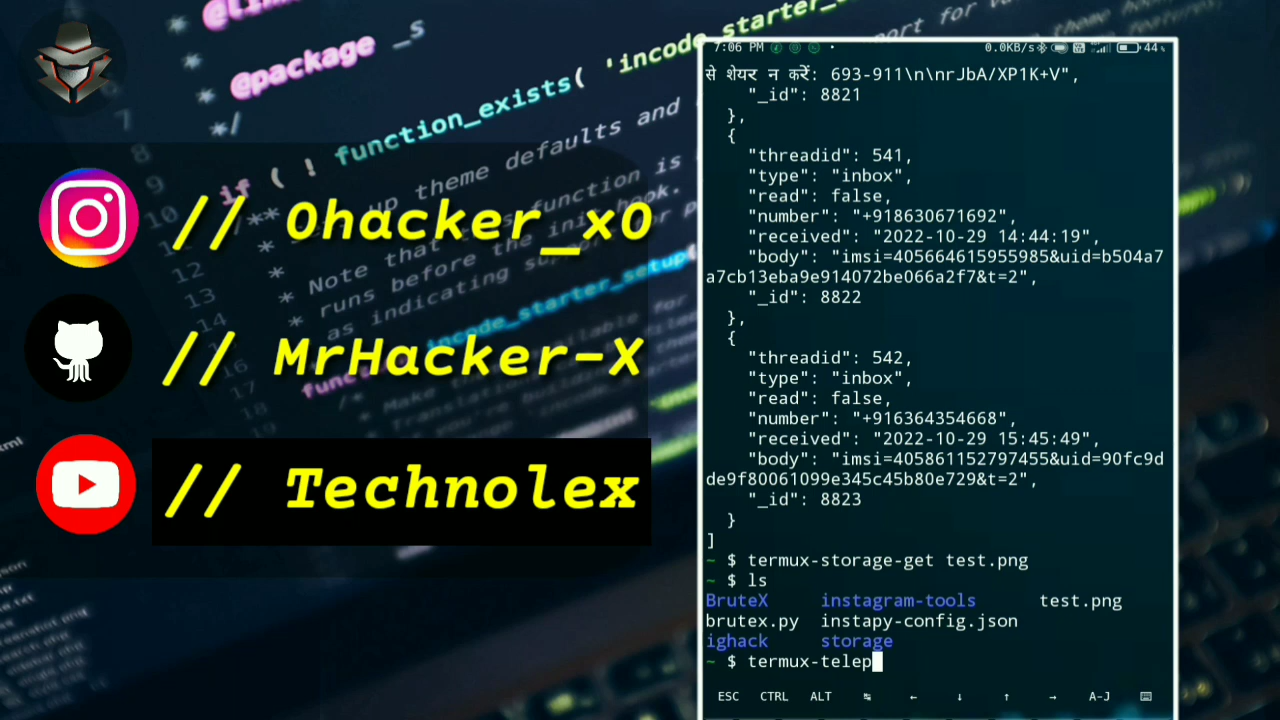 * @package _s
*/
if ( ! function_exists( 'incode_starter
// OhackerxO
// MrHacker-X
// Technolex
7:06 PM
0.0KB/s
44
से शेयर न करें: 693-911\n\nrJbA/XP1K+V",
"_id": 8821
},
{
"threadid": 541,
"type": "inbox",
"read": false,
"number": "+918630671692",
"received": "2022-10-29 14:44:19",
"body": "imsi=405664615955985&uid=b504a7
a7cb13eba9e914072be066a2f7&t=2",
"_id": 8822
},
{
"threadid": 542,
"type": "inbox",
"read": false,
"number": "+916364354668",
"received": "2022-10-29 15:45:49",
"body": "imsi=405861152797455&uid=90fc9d
de9f80061099e345c45b80e729&t=2",
"_id": 8823
}
]
~ $ termux-storage-get test.png
~ $ ls
BruteX instagram-tools test.png
brutex.py instapy-config.json
ighack storage
~ $ termux-telep
ESC CTRL ALT ↹ ← ↓ ↑ → A-J